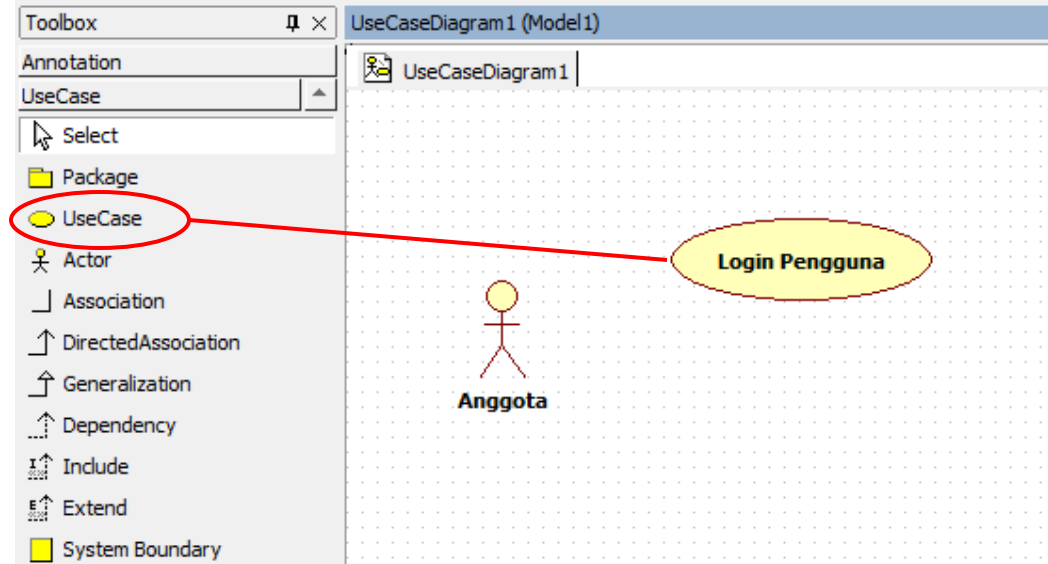 Toolbox
UseCaseDiagram1 (Model1)
Annotation
UseCaseDiagram1
UseCase
Select
Package
UseCase
Actor
Association
DirectedAssociation
Generalization
Dependency
Include
Extend
System Boundary
Login Pengguna
Anggota